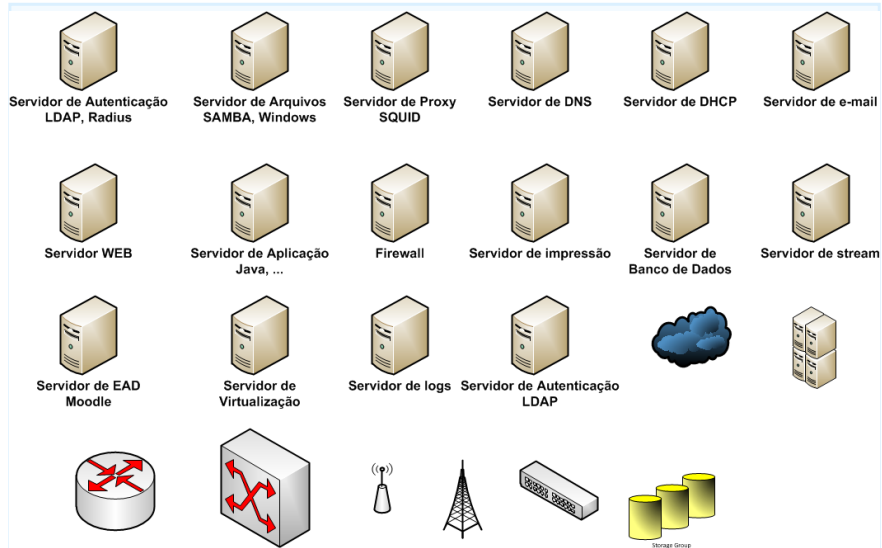 Servidor de Autenticação
LDAP, Radius
Servidor de Arquivos
SAMBA, Windows
Servidor de Proxy
SQUID
Servidor de DNS
Servidor de DHCP
Servidor de e-mail
Servidor WEB
Servidor de Aplicação
Java, ...
Firewall
Servidor de impressão
Servidor de
Banco de Dados
Servidor de stream
Servidor de EAD
Moodle
Servidor de
Virtualização
Servidor de logs
Servidor de Autenticação
LDAP
Storage Group